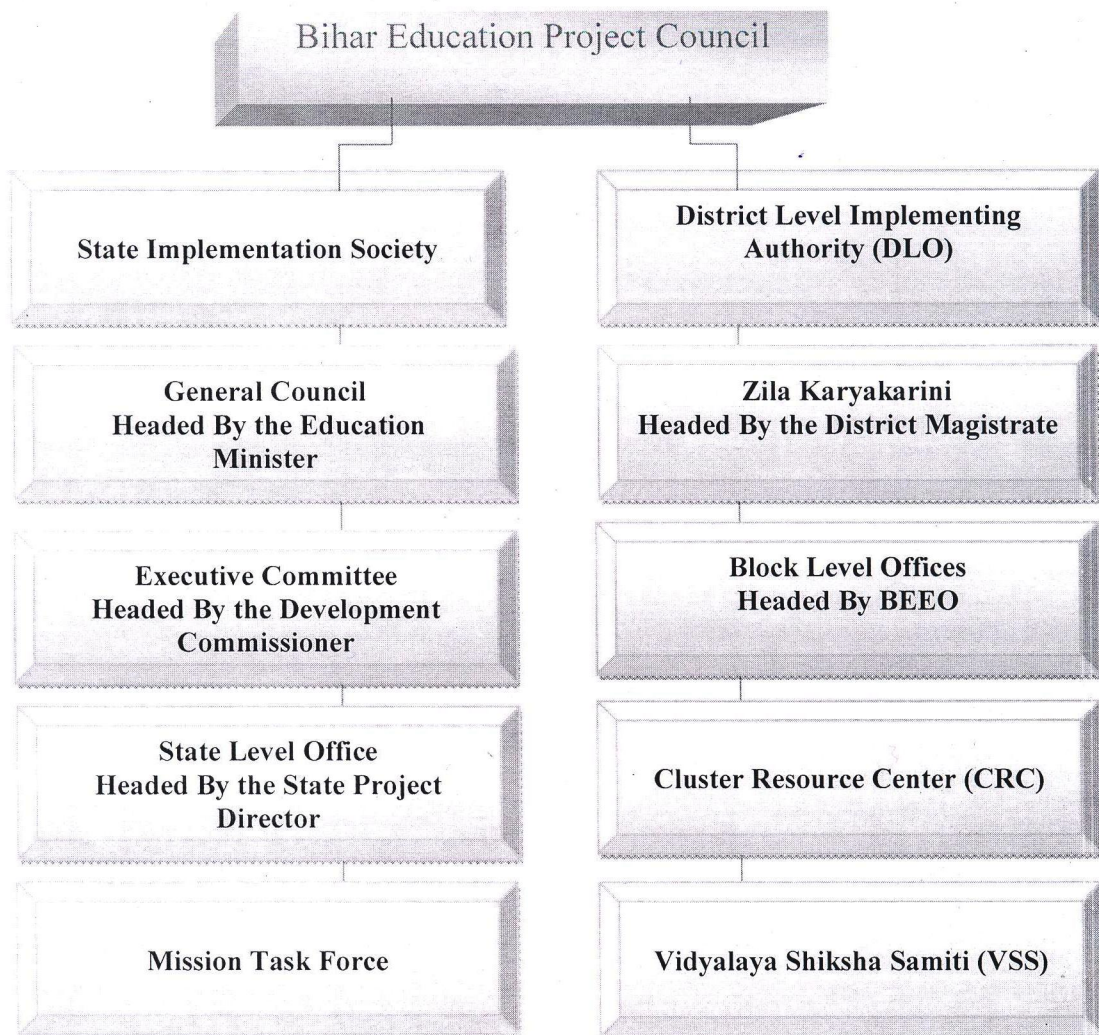 Bihar Education Project Council
State Implementation Society
General Council
Headed By the Education
Minister
Executive Committee
Headed By the Development
Commissioner
State Level Office
Headed By the State Project
Director
Mission Task Force
District Level Implementing
Authority (DLO)
Zila Karyakarini
Headed By the District Magistrate
Block Level Offices
Headed By BEEO
Cluster Resource Center (CRC)
Vidyalaya Shiksha Samiti (VSS)